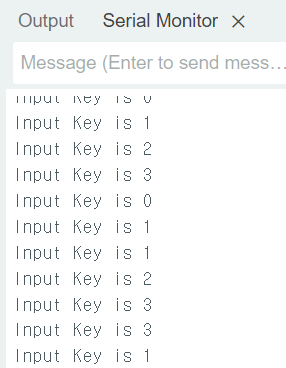 Output Serial Monitor ×
Message (Enter to send mess...
Input Key is 0
Input Key is 1
Input Key is 2
Input Key is 3
Input Key is 0
Input Key is 1
Input Key is 1
Input Key is 2
Input Key is 3
Input Key is 3
Input Key is 1